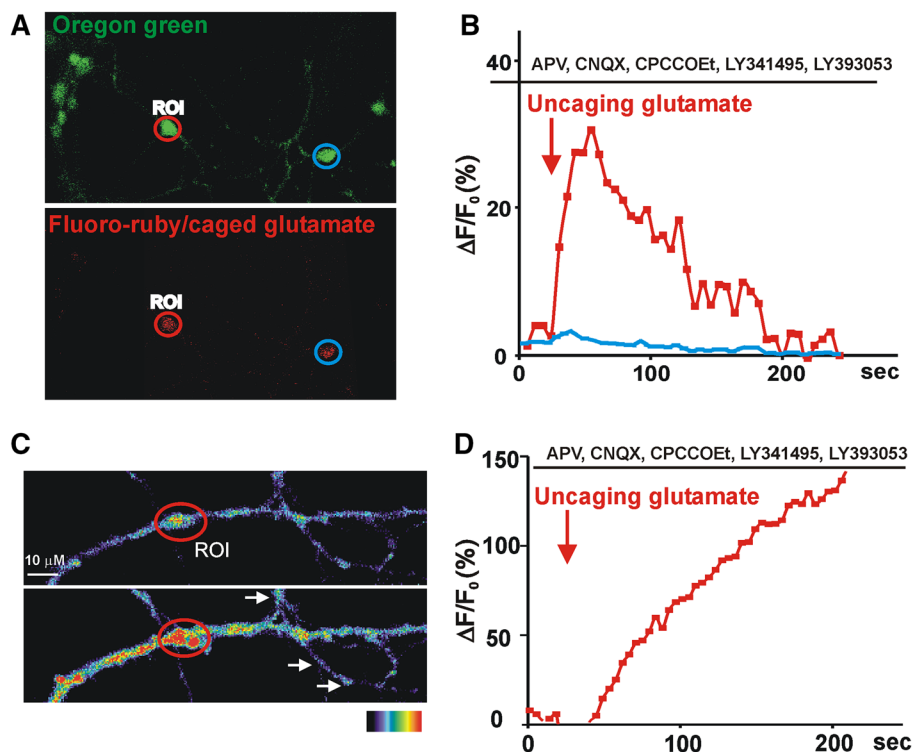 A
Oregon green
ROI
Fluoro-ruby/caged glutamate
ROI
B
APV, CNQX, CPCCOEt, LY341495, LY393053
Uncaging glutamate
ΔF/F₀ (%)
40
20
0
0
100
200
sec
C
ROI
10 μM
D
APV, CNQX, CPCCOEt, LY341495, LY393053
Uncaging glutamate
ΔF/F₀ (%)
150
100
50
0
0
100
200
sec